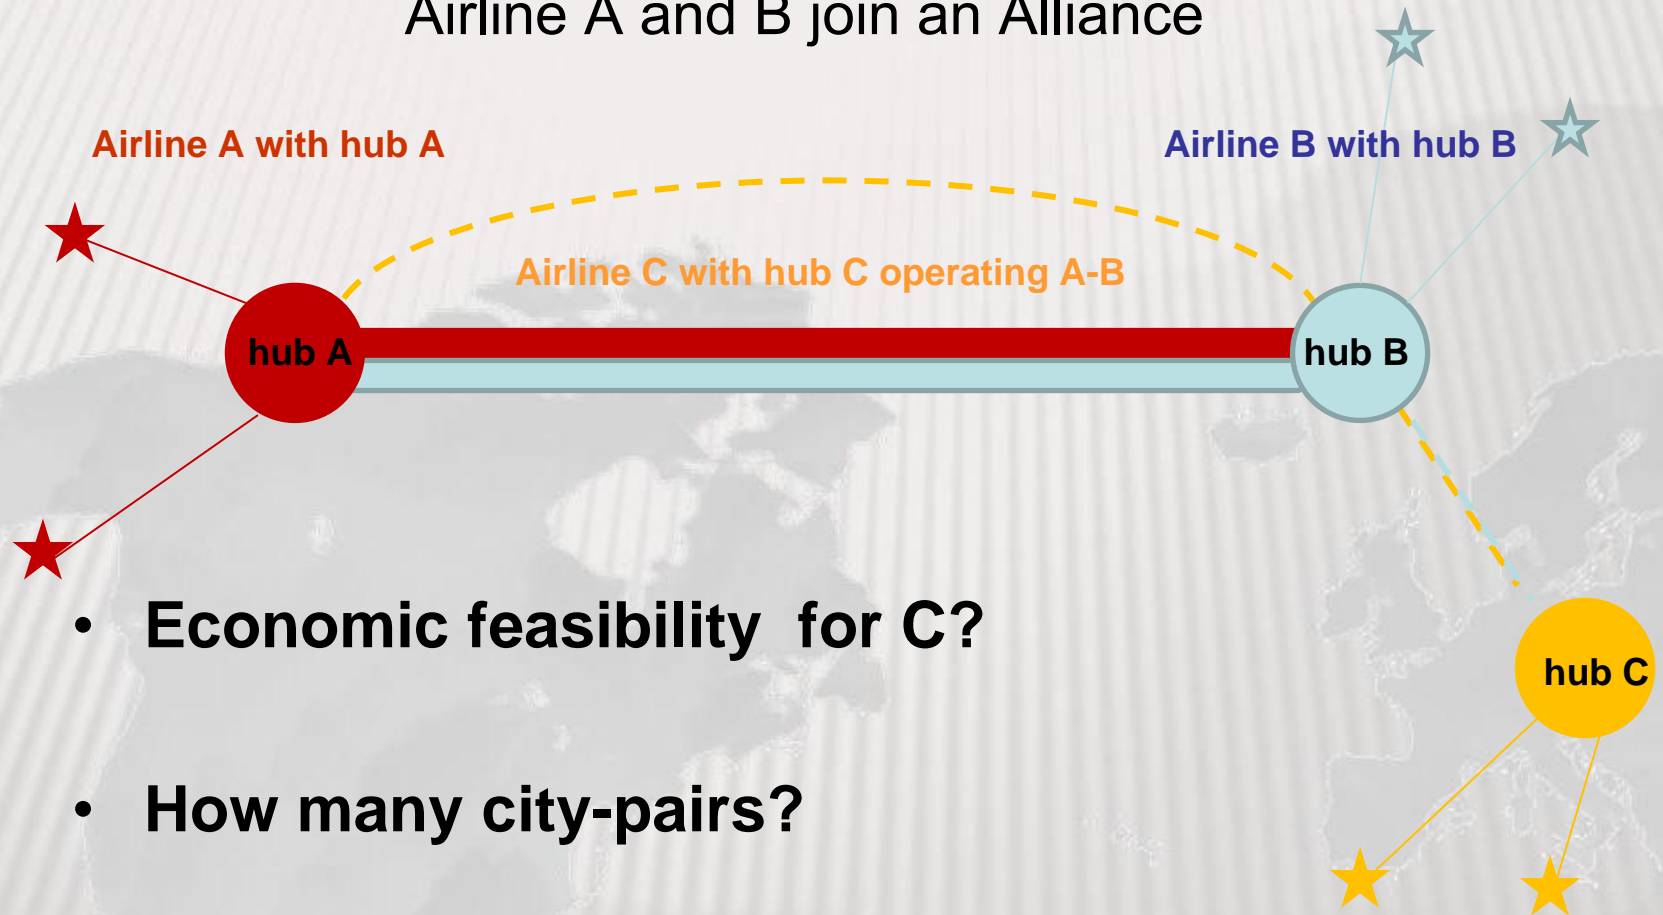 Airline A and B join an Alliance
Airline A with hub A
Airline B with hub B
Airline C with hub C operating A-B
hub A
hub B
• Economic feasibility  for C?
hub C
• How many city-pairs?